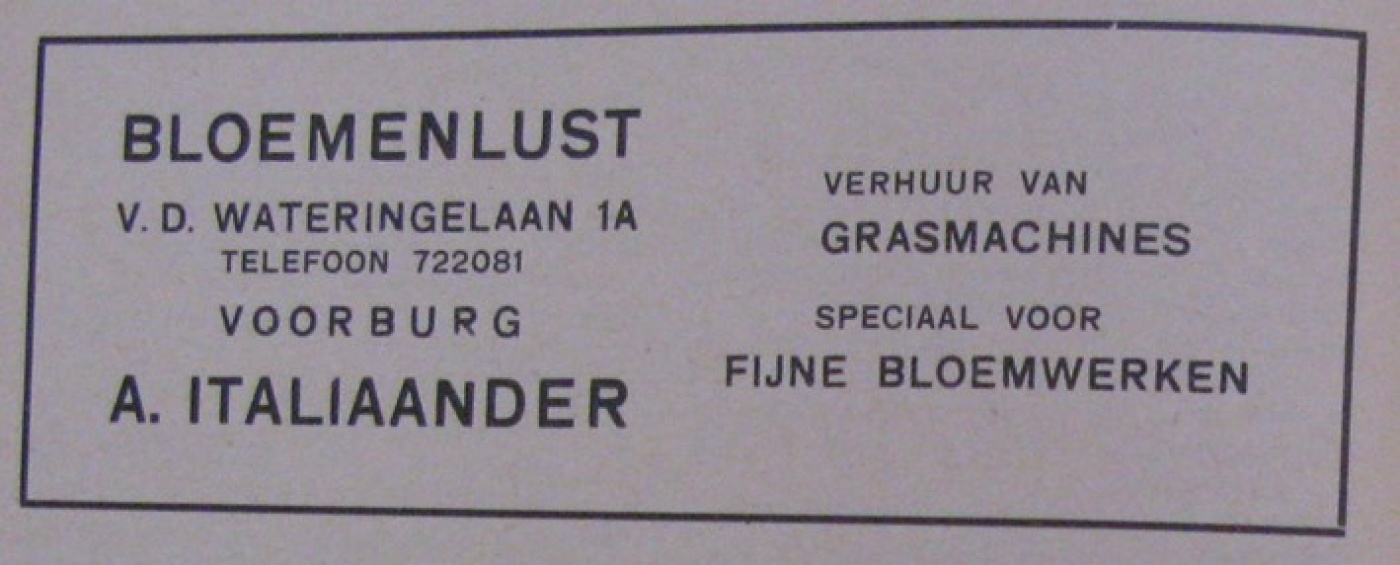 BLOEMENLUST
V. D. WATERINGELAAN 1A
TELEFOON 722081
VOORBURG
A. ITALIAANDER
VERHUUR VAN
GRASMACHINES
SPECIAAL VOOR
FIJNE BLOEMWERKEN